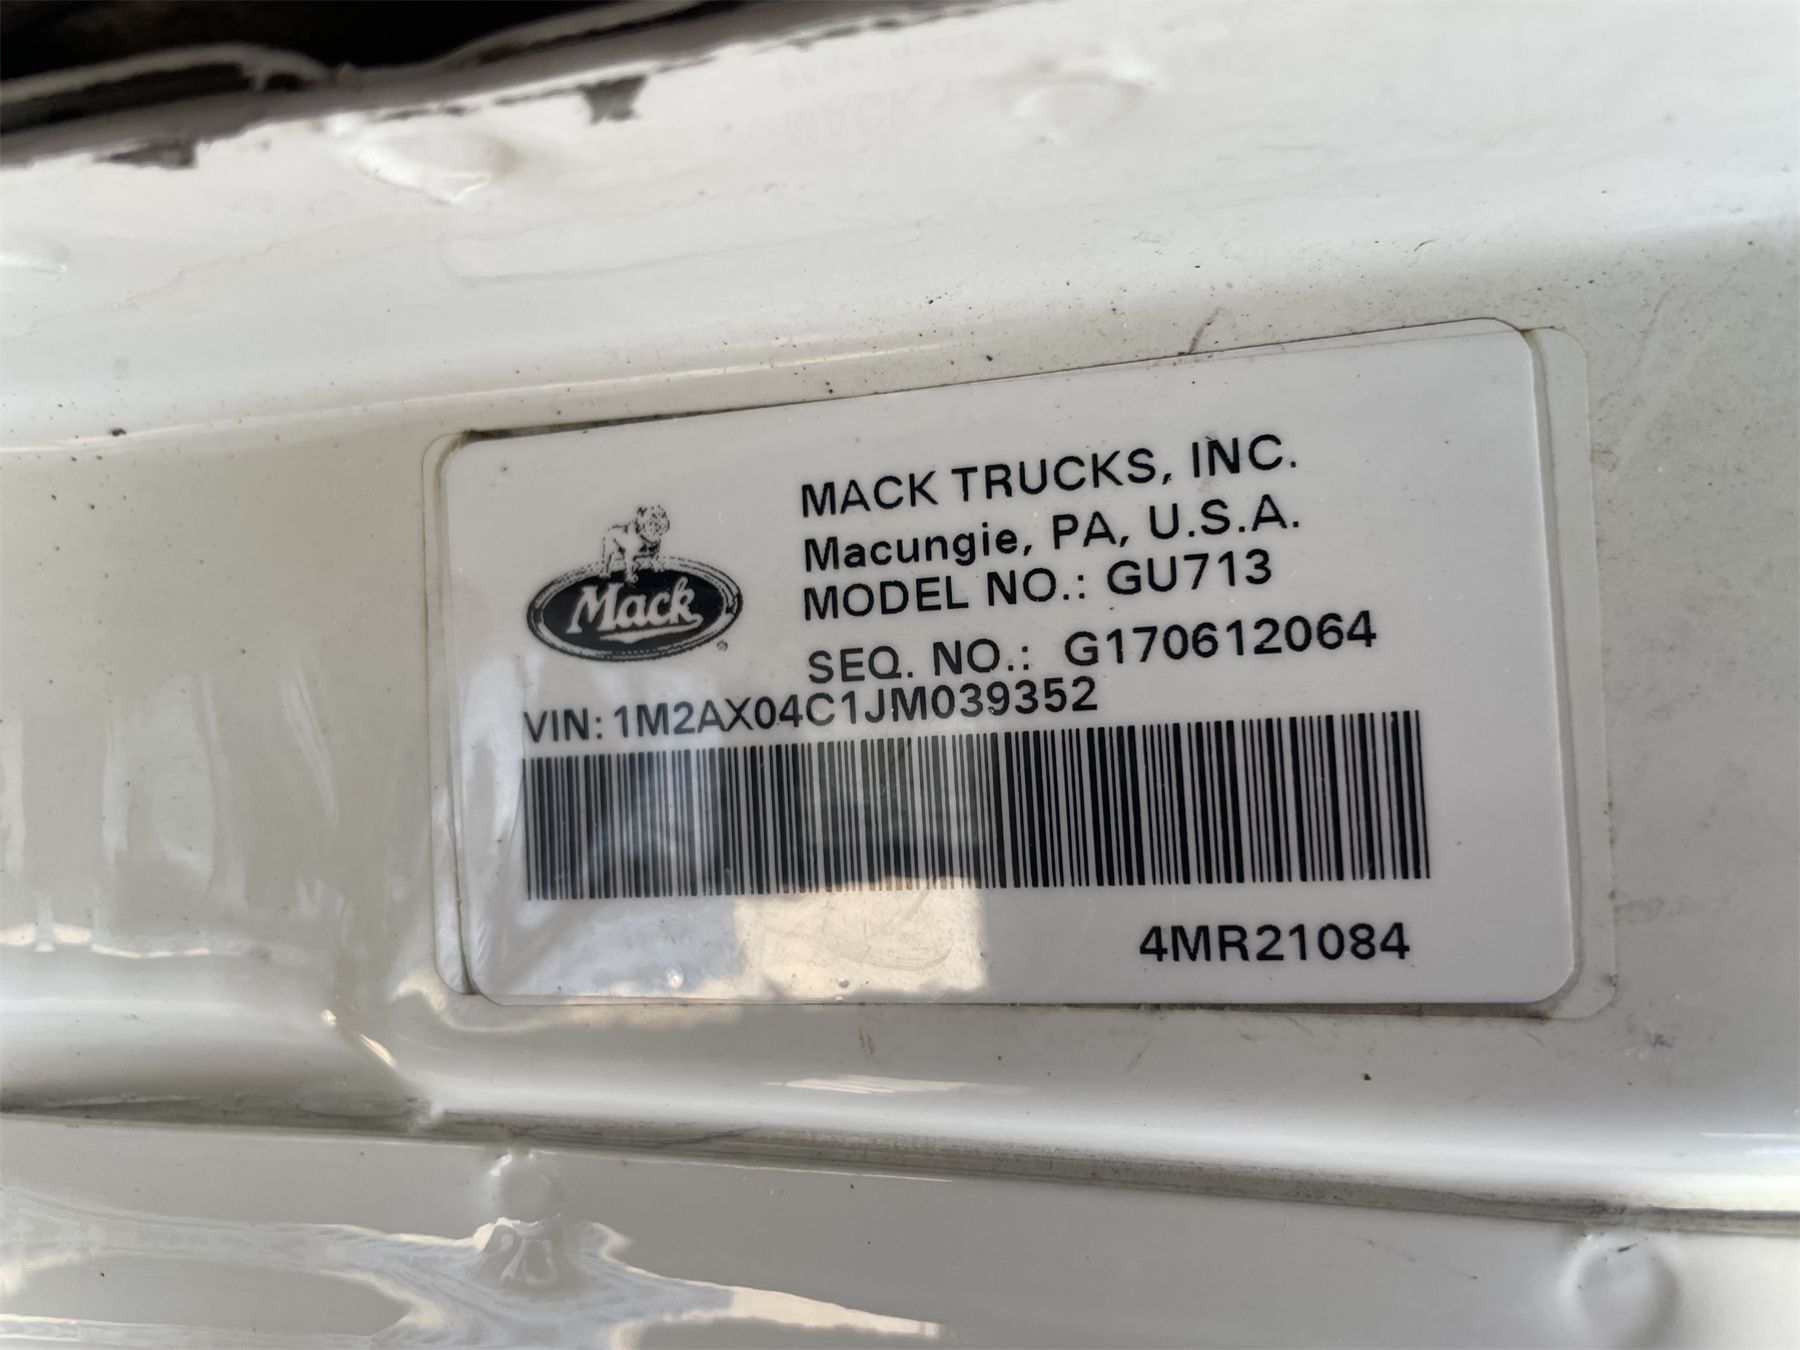 MACK TRUCKS, INC.
Macungie, PA, U.S.A.
MODEL NO.: GU713
Mack
SEQ. NO.: G170612064
VIN: 1M2AX04C1JM039352
4MR21084